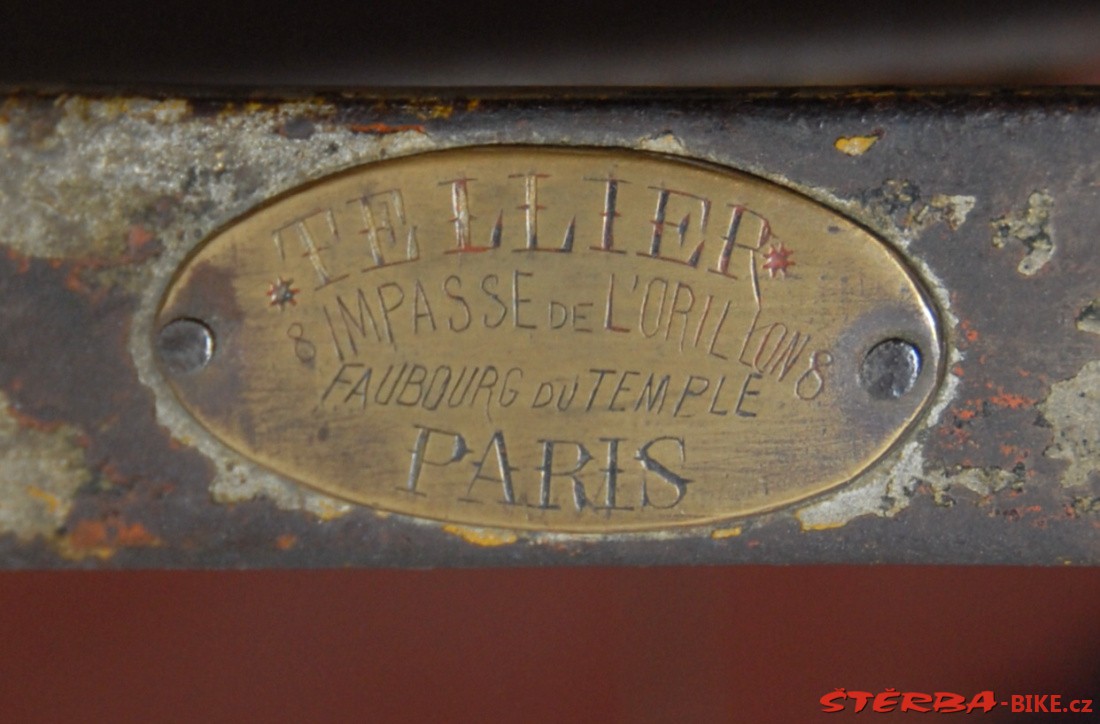 TELLIER
8 IMPASSE DE L'ORILLON 8
FAUBOURG DU TEMPLE
PARIS
ŠTĚRBA-BIKE.cz